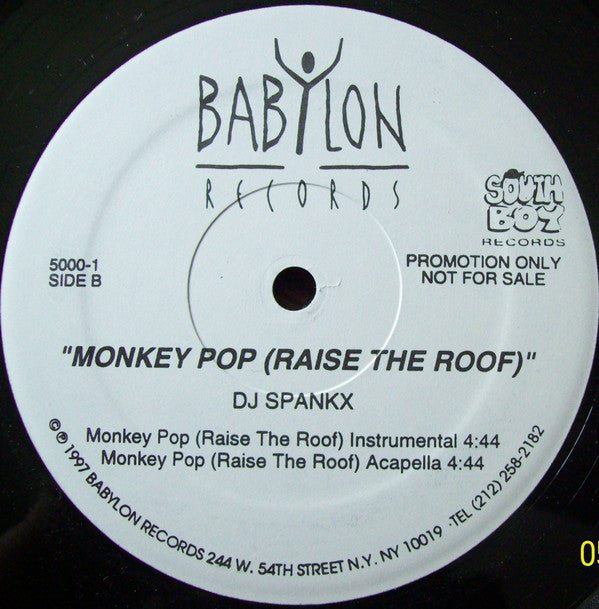 BABYLON
RECORDS
SOUTH
BOY
RECORDS
5000-1
SIDE B
PROMOTION ONLY
NOT FOR SALE
"MONKEY POP (RAISE THE ROOF)"
DJ SPANKX
Monkey Pop (Raise The Roof) Instrumental 4:44
Monkey Pop (Raise The Roof) Acapella 4:44
© ℗ 1997 BABYLON RECORDS 244 W. 54TH STREET N.Y. NY 10019 -TEL (212) 258-2182